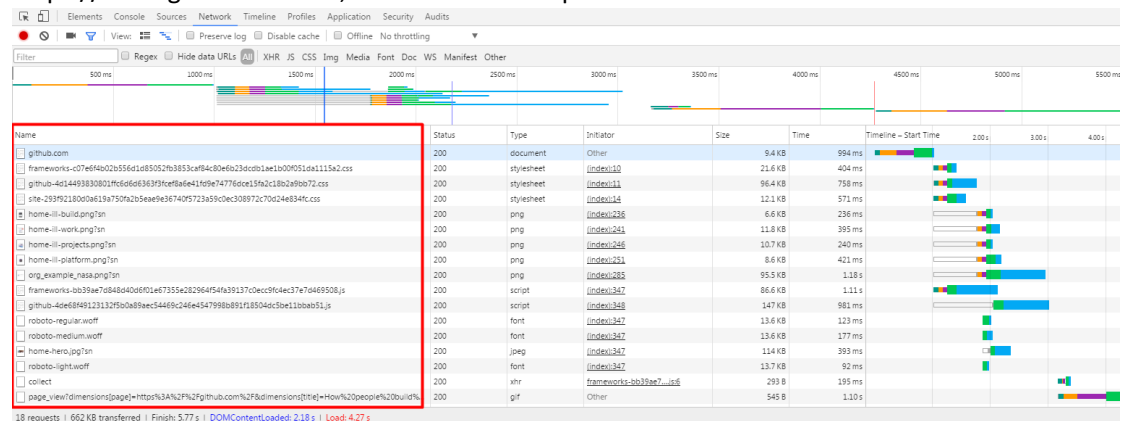 Elements Console Sources Network Timeline Profiles Application Security Audits
View: Preserve log Disable cache Offline No throttling
Filter Regex Hide data URLs All XHR JS CSS Img Media Font Doc WS Manifest Other
500 ms 1000 ms 1500 ms 2000 ms 2500 ms 3000 ms 3500 ms 4000 ms 4500 ms 5000 ms 5500 ms
Name Status Type Initiator Size Time Timeline – Start Time 2.00 s 3.00 s 4.00 s
github.com 200 document Other 9.4 KB 994 ms
frameworks-c07e6f4b02b556d1d85052fb3853caf84c80e6b23dcdb1ae1b00f051da1115a2.css 200 stylesheet (index):10 21.6 KB 404 ms
github-4d14493830801ffc6d6d6363f3fcef8a6e41fd9e74776dce15fa2c18b2a9bb72.css 200 stylesheet (index):11 96.4 KB 758 ms
site-293f92180d0a619a750fa2b5eae9e36740f5723a59c0ec308972c70d24e834fc.css 200 stylesheet (index):14 12.1 KB 571 ms
home-ill-build.png?sn 200 png (index):236 6.6 KB 236 ms
home-ill-work.png?sn 200 png (index):241 11.8 KB 395 ms
home-ill-projects.png?sn 200 png (index):246 10.7 KB 240 ms
home-ill-platform.png?sn 200 png (index):251 8.6 KB 421 ms
org_example_nasa.png?sn 200 png (index):285 95.5 KB 1.18 s
frameworks-bb39ae7d848d40d6f01e67355e282964f54fa39137c0ecc9fc4ec37e7d469508.js 200 script (index):347 86.6 KB 1.11 s
github-4de68f49123132f5b0a89aec54469c246e4547998b891f18504dc5be11bbab51.js 200 script (index):348 147 KB 981 ms
roboto-regular.woff 200 font (index):347 13.6 KB 123 ms
roboto-medium.woff 200 font (index):347 13.6 KB 177 ms
home-hero.jpg?sn 200 jpeg (index):347 114 KB 393 ms
roboto-light.woff 200 font (index):347 13.7 KB 92 ms
collect 200 xhr frameworks-bb39ae7....js:6 293 B 195 ms
page_view?dimensions[page]=https%3A%2F%2Fgithub.com%2F&dimensions[title]=How%20people%20build%. 200 gif Other 545 B 1.10 s
18 requests | 662 KB transferred | Finish: 5.77 s | DOMContentLoaded: 2.18 s | Load: 4.27 s